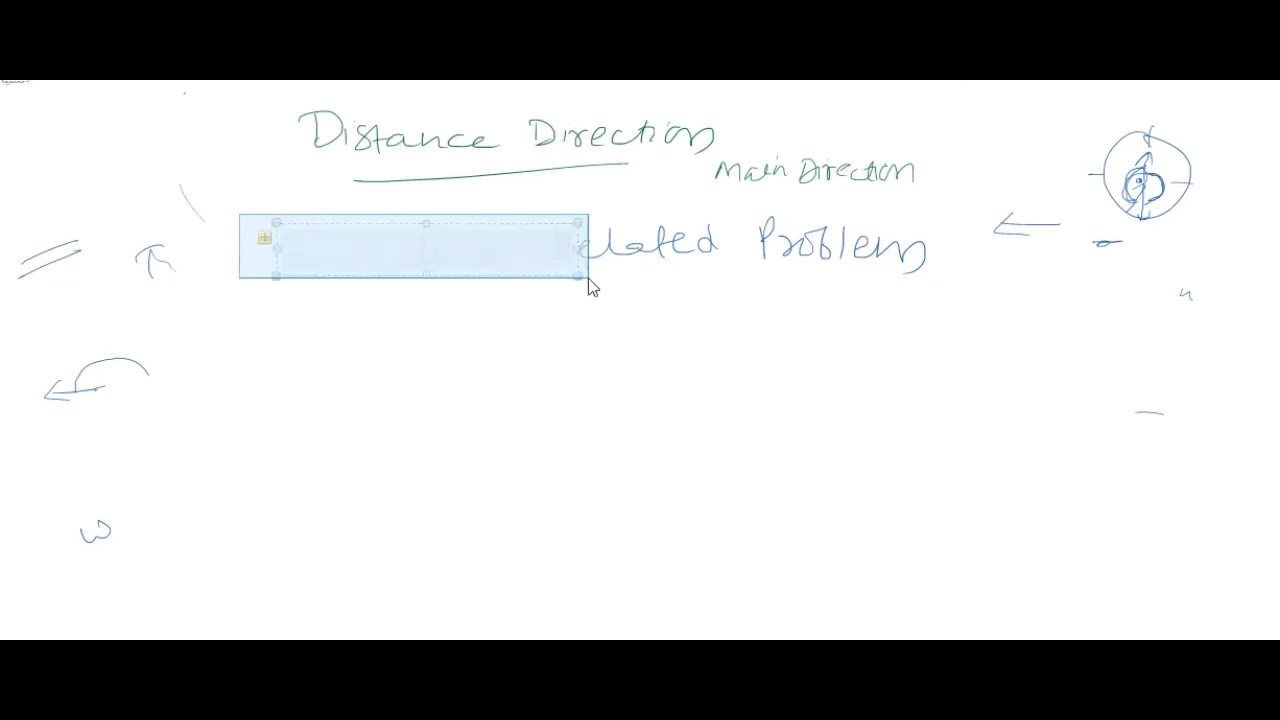 Distance Direction
Main Direction
elated Problem
w